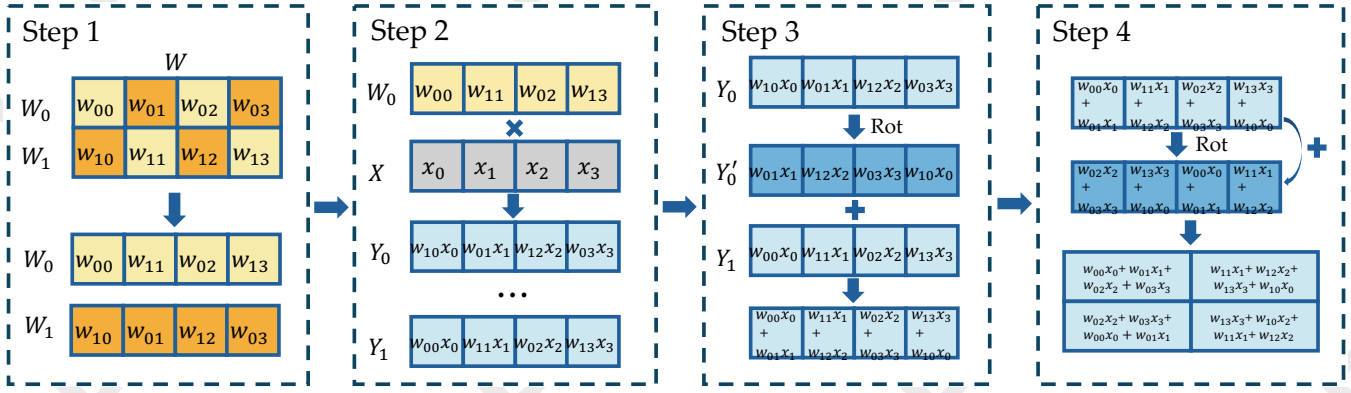 Step 1
W
W₀ w₀₀ w₀₁ w₀₂ w₀₃
W₁ w₁₀ w₁₁ w₁₂ w₁₃
W₀ w₀₀ w₁₁ w₀₂ w₁₃
W₁ w₁₀ w₀₁ w₁₂ w₀₃
Step 2
W₀ w₀₀ w₁₁ w₀₂ w₁₃
×
X x₀ x₁ x₂ x₃
Y₀ w₁₀x₀ w₀₁x₁ w₁₂x₂ w₀₃x₃
...
Y₁ w₀₀x₀ w₁₁x₁ w₀₂x₂ w₁₃x₃
Step 3
Y₀ w₁₀x₀ w₀₁x₁ w₁₂x₂ w₀₃x₃
Rot
Y₀′ w₀₁x₁ w₁₂x₂ w₀₃x₃ w₁₀x₀
+
Y₁ w₀₀x₀ w₁₁x₁ w₀₂x₂ w₁₃x₃
w₀₀x₀ w₁₁x₁ w₀₂x₂ w₁₃x₃
+ + + +
w₀₁x₁ w₁₂x₂ w₀₃x₃ w₁₀x₀
Step 4
w₀₀x₀ w₁₁x₁ w₀₂x₂ w₁₃x₃
+ + + +
w₀₁x₁ w₁₂x₂ w₀₃x₃ w₁₀x₀
Rot +
w₀₂x₂ w₁₃x₃ w₀₀x₀ w₁₁x₁
+ + + +
w₀₃x₃ w₁₀x₀ w₀₁x₁ w₁₂x₂
w₀₀x₀+ w₀₁x₁+ w₁₁x₁+ w₁₂x₂+
w₀₂x₂ + w₀₃x₃ w₁₃x₃+ w₁₀x₀
w₀₂x₂+ w₀₃x₃+ w₁₃x₃+ w₁₀x₂+
w₀₀x₀ + w₀₁x₁ w₁₁x₁+ w₁₂x₂